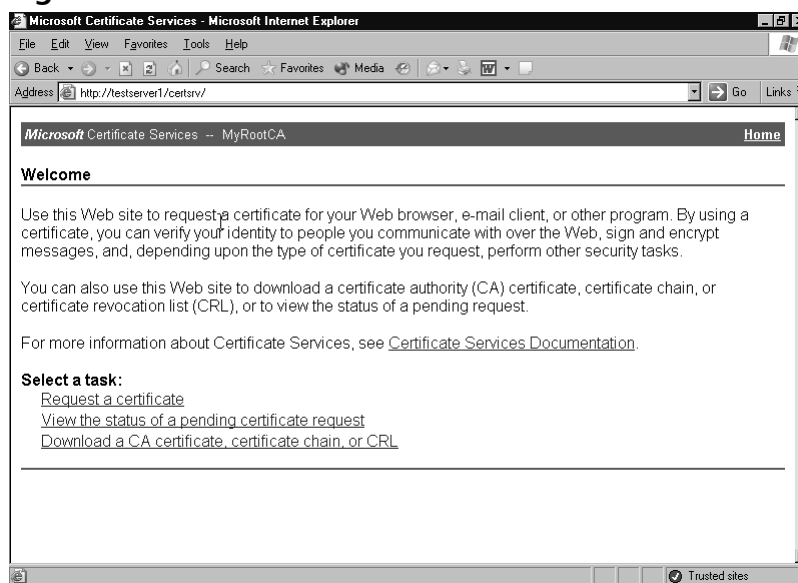 Microsoft Certificate Services - Microsoft Internet Explorer
File Edit View Favorites Tools Help
Back Search Favorites Media
Address http://testserver1/certsrv/ Go Links
Microsoft Certificate Services -- MyRootCA Home
Welcome
Use this Web site to request a certificate for your Web browser, e-mail client, or other program. By using a
certificate, you can verify your identity to people you communicate with over the Web, sign and encrypt
messages, and, depending upon the type of certificate you request, perform other security tasks.
You can also use this Web site to download a certificate authority (CA) certificate, certificate chain, or
certificate revocation list (CRL), or to view the status of a pending request.
For more information about Certificate Services, see Certificate Services Documentation.
Select a task:
Request a certificate
View the status of a pending certificate request
Download a CA certificate, certificate chain, or CRL
Trusted sites